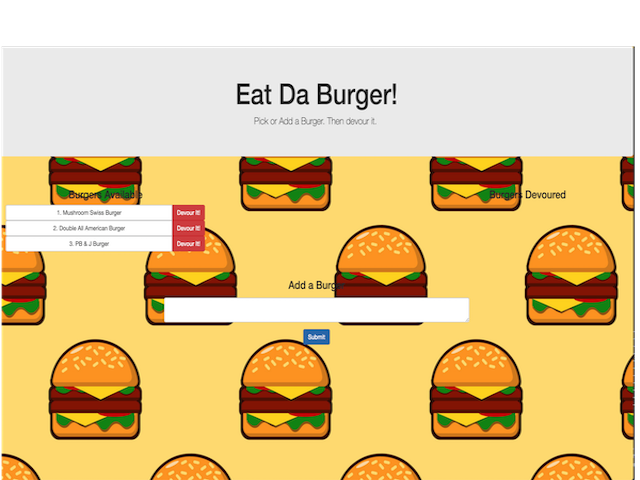 Eat Da Burger!
Pick or Add a Burger. Then devour it.
Burgers Available
1. Mushroom Swiss Burger Devour It!
2. Double All American Burger Devour It!
3. PB & J Burger Devour It!
Burgers Devoured
Add a Burger
Submit